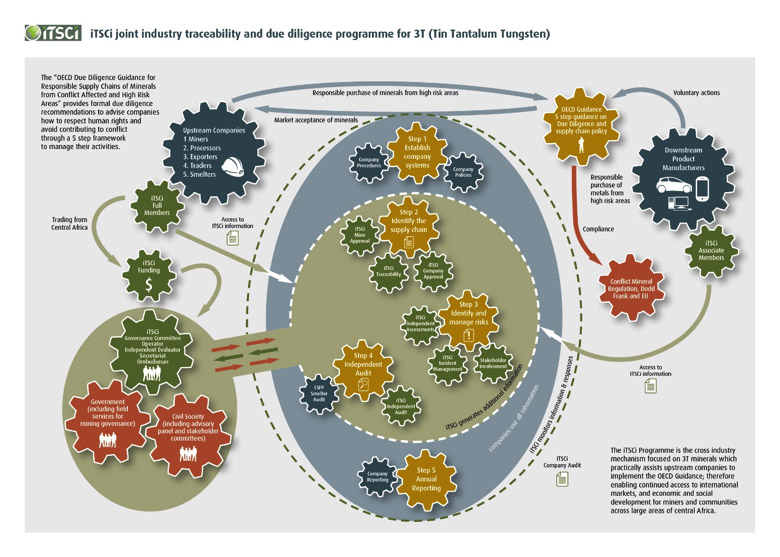 iTSCi
iTSCi joint industry traceability and due diligence programme for 3T (Tin Tantalum Tungsten)
The “OECD Due Diligence Guidance for
Responsible Supply Chains of Minerals
from Conflict Affected and High Risk
Areas” provides formal due diligence
recommendations to advise companies
how to respect human rights and
avoid contributing to conflict
through a 5 step framework
to manage their activities.
Upstream Companies
1 Miners
2. Processors
3. Exporters
4. Traders
5. Smelters
Responsible purchase of minerals from high risk areas
Market acceptance of minerals
OECD Guidance
5 step guidance on
Due Diligence and
supply chain policy
Voluntary actions
Downstream
Product
Manufacturers
Responsible
purchase of
metals from
high risk areas
Compliance
Conflict Mineral
Regulation, Dodd
Frank and EU
iTSCi
Associate
Members
Access to
iTSCi information
iTSCi
Full
Members
Trading from
Central Africa
Access to
iTSCi information
iTSCi
Funding
$
iTSCi
Governance Committee
Operator
Independent Evaluator
Secretariat
Ombudsman
Government
(including field
services for
mining governance)
Civil Society
(including advisory
panel and stakeholder
committees)
Step 1
Establish
company
systems
Company
Procedures
Company
Policies
Step 2
Identify the
supply chain
iTSCi
Mine
Approval
iTSCi
Traceability
iTSCi
Company
Approval
Step 3
Identify and
manage risks
iTSCi
Independent
Assessments
iTSCi
Incident
Management
Stakeholder
Involvement
Step 4
Independent
Audit
CSFP
Smelter
Audit
iTSCi
Independent
Audit
Step 5
Annual
Reporting
Company
Reporting
iTSCi generates additional information
companies use all information
iTSCi monitors information & responses
iTSCi
Company Audit
The iTSCi Programme is the cross industry
mechanism focused on 3T minerals which
practically assists upstream companies to
implement the OECD Guidance; therefore
enabling continued access to international
markets, and economic and social
development for miners and communities
across large areas of central Africa.